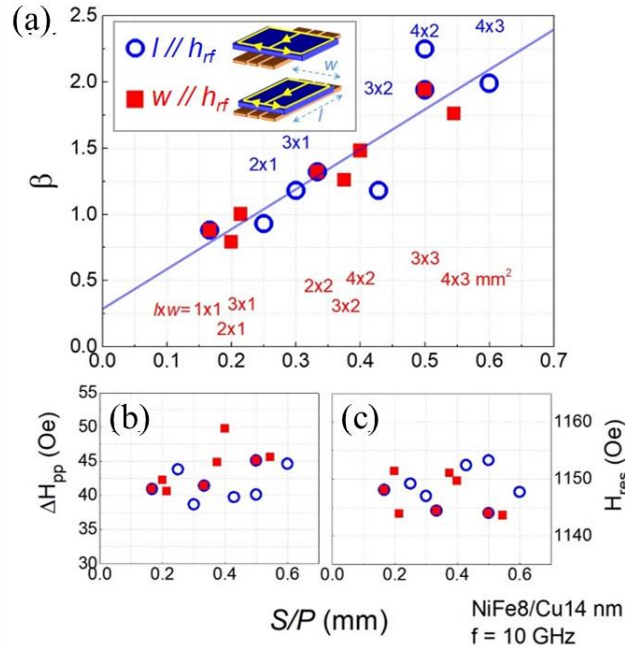 (a)
2.5
2.0
1.5
1.0
0.5
0.0
β
l // h_rf
w // h_rf
w
l
4x2
4x3
3x2
3x1
2x1
3x3
2x2
4x2
4x3 mm²
lxw= 1x1
3x1
3x2
2x1
0.0
0.1
0.2
0.3
0.4
0.5
0.6
0.7
(b)
55
50
45
40
35
30
ΔH_pp (Oe)
0.0
0.2
0.4
0.6
(c)
1160
1150
1140
H_res (Oe)
0.0
0.2
0.4
0.6
S/P (mm)
NiFe8/Cu14 nm
f = 10 GHz